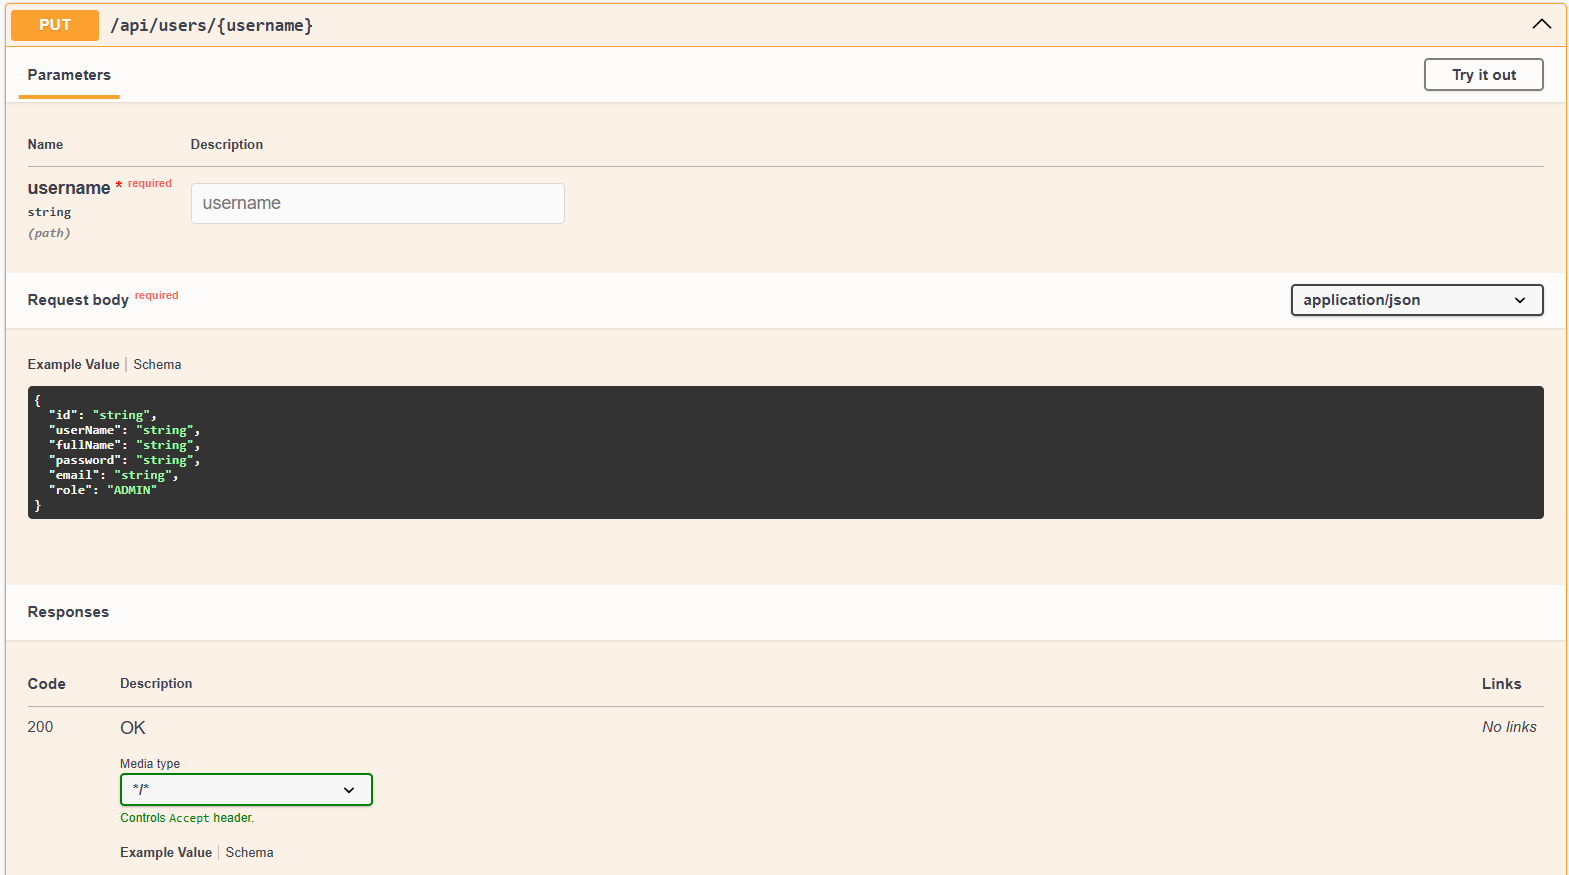 PUT /api/users/{username}
Parameters Try it out
Name Description
username * required
string
(path)
username
Request body required application/json
Example Value | Schema
{
"id": "string",
"userName": "string",
"fullName": "string",
"password": "string",
"email": "string",
"role": "ADMIN"
}
Responses
Code Description Links
200 OK No links
Media type
*/*
Controls Accept header.
Example Value | Schema